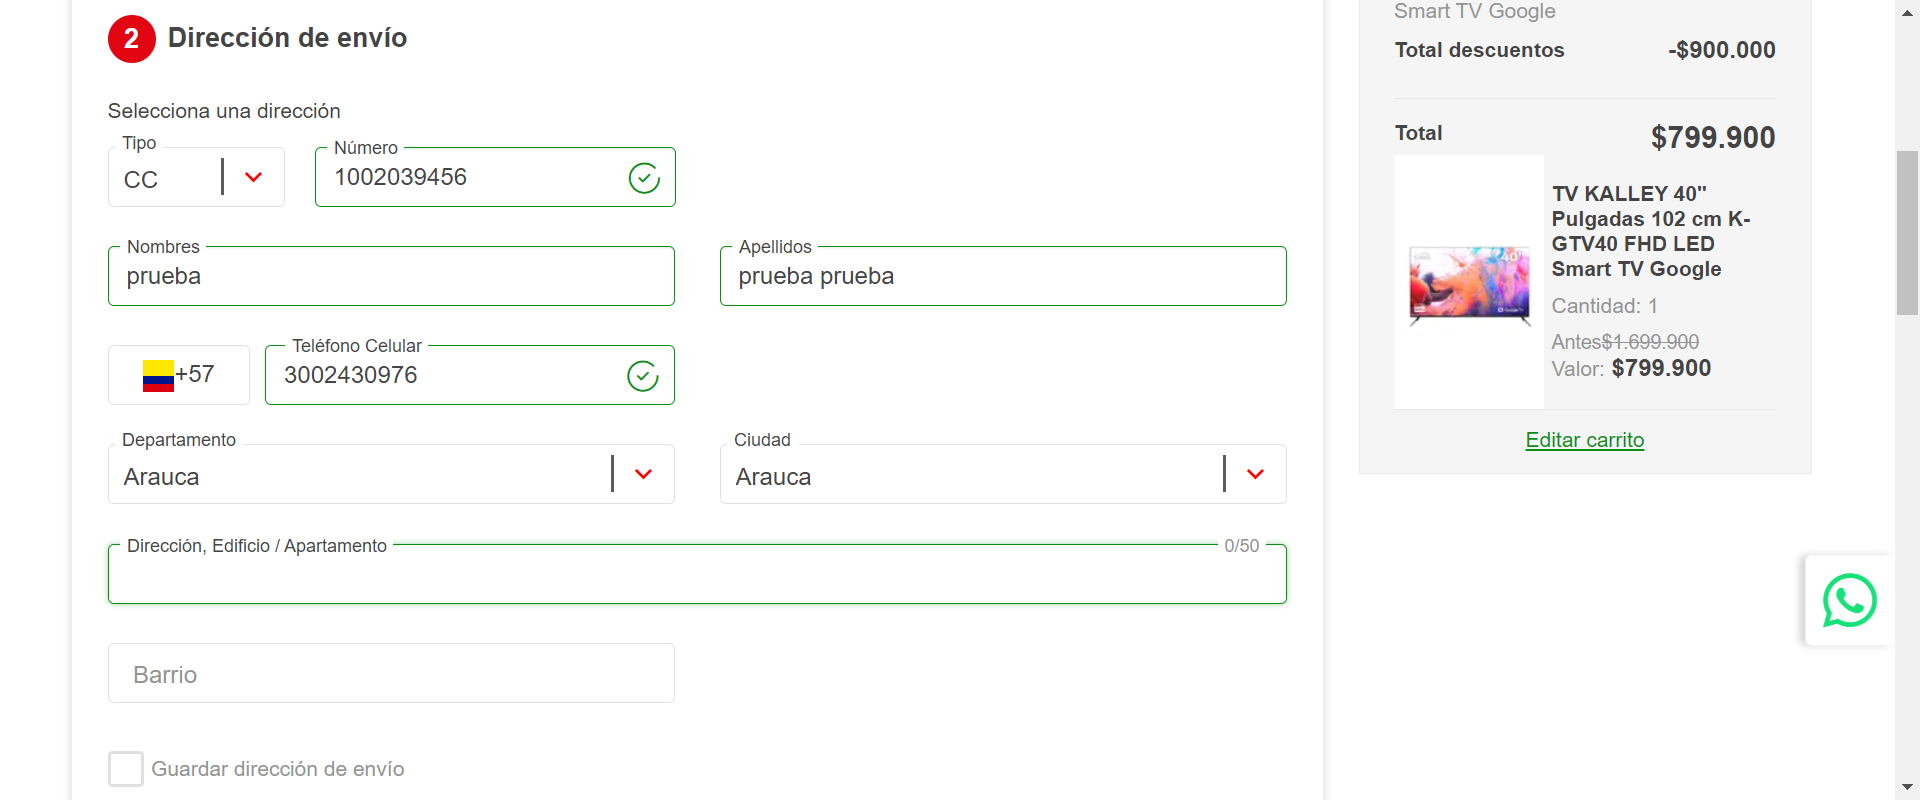 2 Dirección de envío
Selecciona una dirección
Tipo
CC
Número
1002039456
Nombres
prueba
Apellidos
prueba prueba
+57
Teléfono Celular
3002430976
Departamento
Arauca
Ciudad
Arauca
Dirección, Edificio / Apartamento 0/50
Barrio
Guardar dirección de envío
Smart TV Google
Total descuentos -$900.000
Total $799.900
TV KALLEY 40"
Pulgadas 102 cm K-
GTV40 FHD LED
Smart TV Google
Cantidad: 1
Antes$1.699.900
Valor: $799.900
Editar carrito